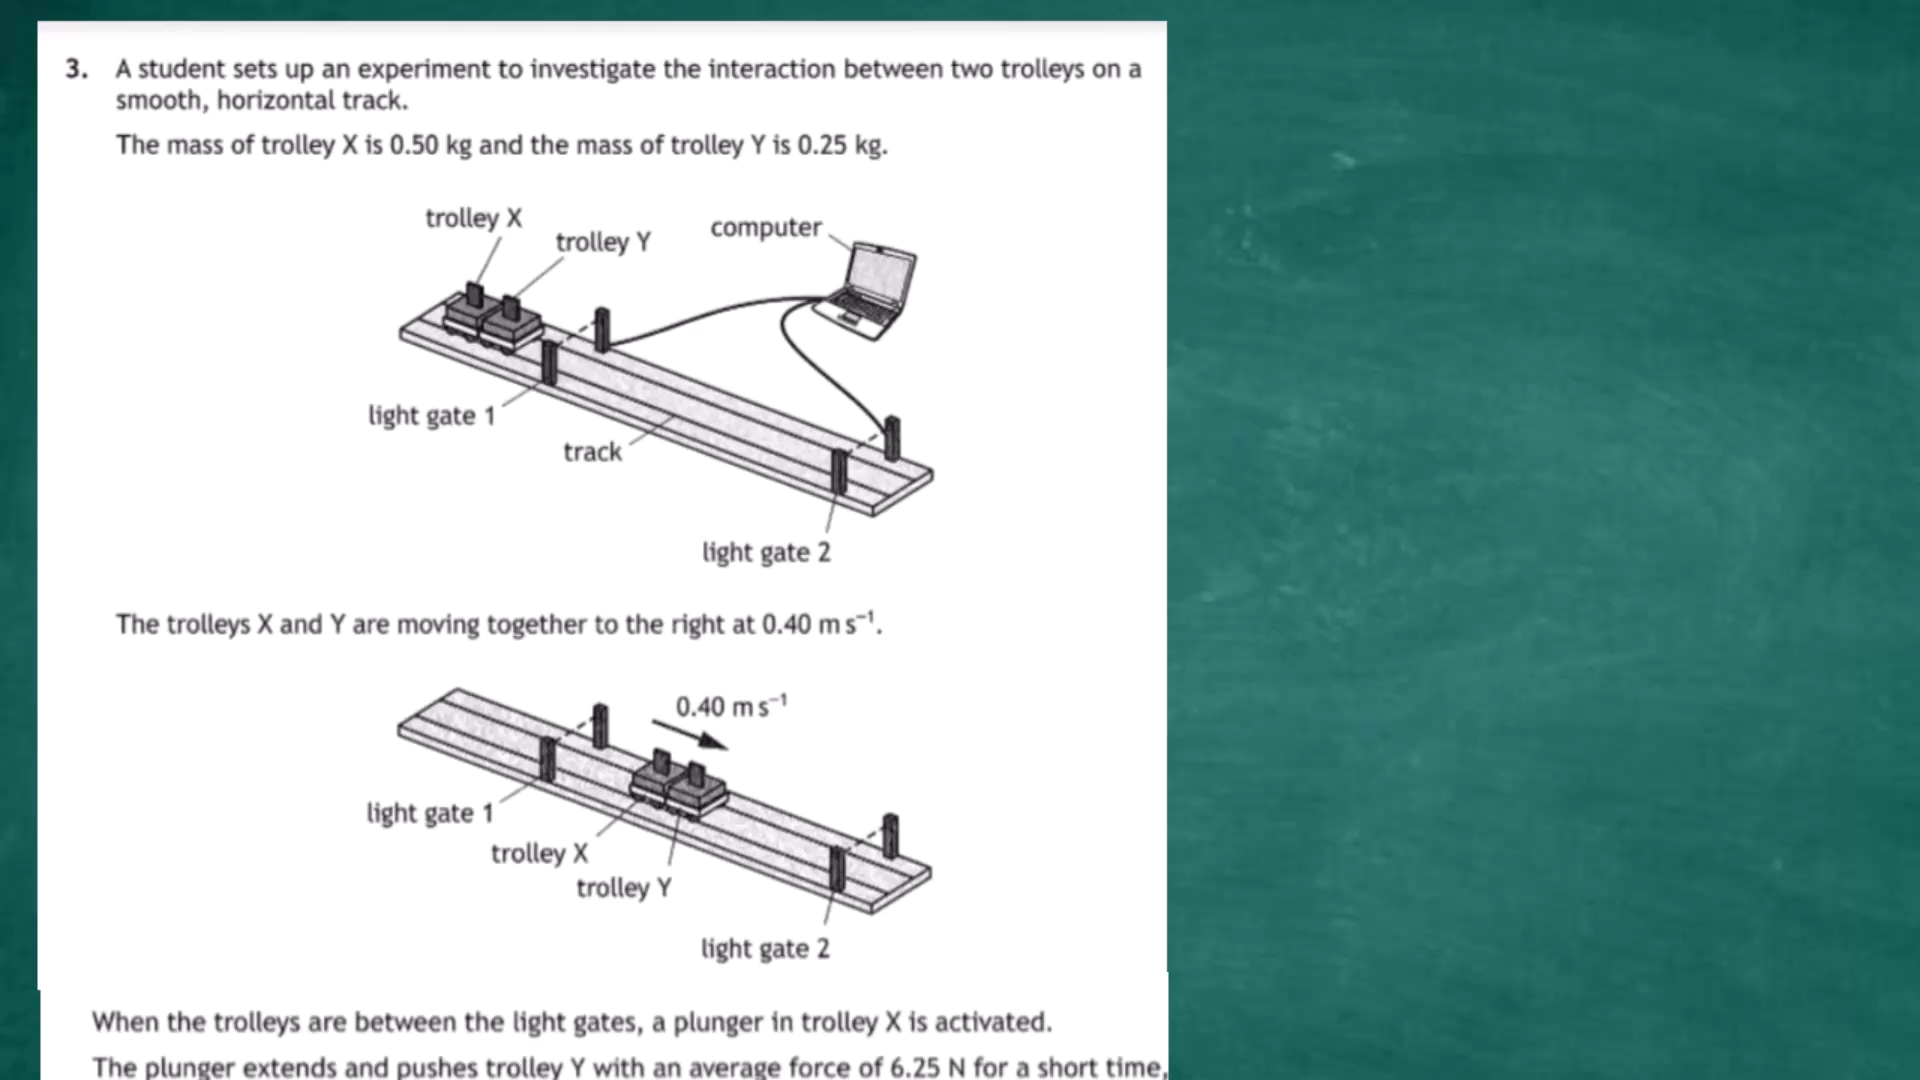 3. A student sets up an experiment to investigate the interaction between two trolleys on a
smooth, horizontal track.
The mass of trolley X is 0.50 kg and the mass of trolley Y is 0.25 kg.
trolley X
trolley Y
computer
light gate 1
track
light gate 2
The trolleys X and Y are moving together to the right at 0.40 m s⁻¹.
0.40 m s⁻¹
light gate 1
trolley X
trolley Y
light gate 2
When the trolleys are between the light gates, a plunger in trolley X is activated.
The plunger extends and pushes trolley Y with an average force of 6.25 N for a short time,